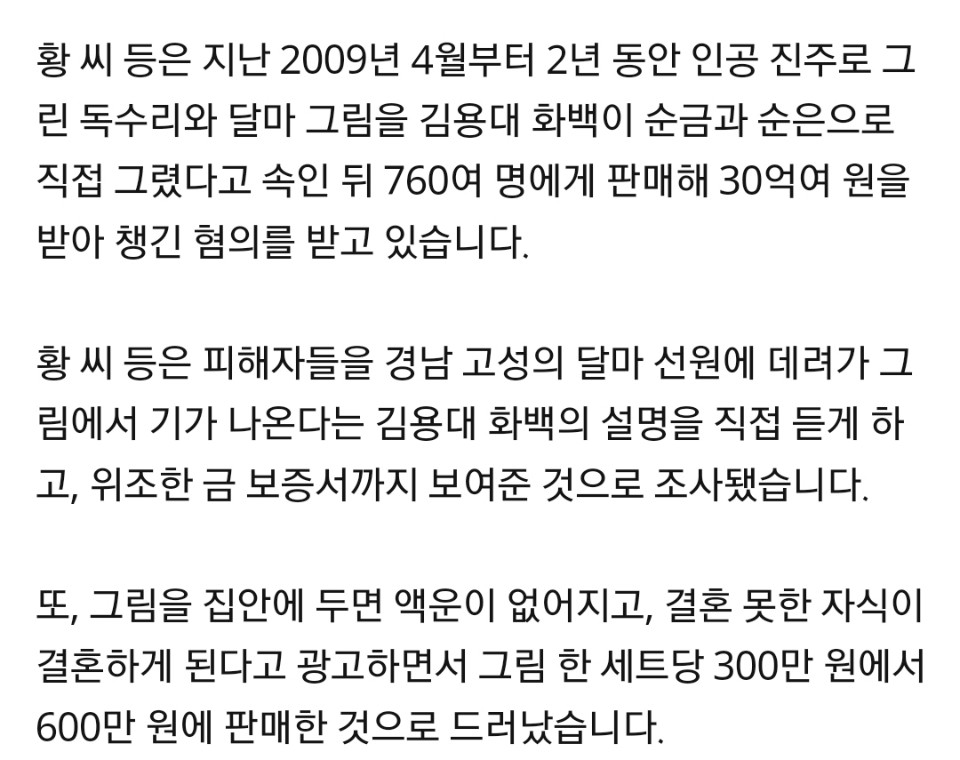 황 씨 등은 지난 2009년 4월부터 2년 동안 인공 진주로 그
린 독수리와 달마 그림을 김용대 화백이 순금과 순은으로
직접 그렸다고 속인 뒤 760여 명에게 판매해 30억여 원을
받아 챙긴 혐의를 받고 있습니다.
황 씨 등은 피해자들을 경남 고성의 달마 선원에 데려가 그
림에서 기가 나온다는 김용대 화백의 설명을 직접 듣게 하
고, 위조한 금 보증서까지 보여준 것으로 조사됐습니다.
또, 그림을 집안에 두면 액운이 없어지고, 결혼 못한 자식이
결혼하게 된다고 광고하면서 그림 한 세트당 300만 원에서
600만 원에 판매한 것으로 드러났습니다.